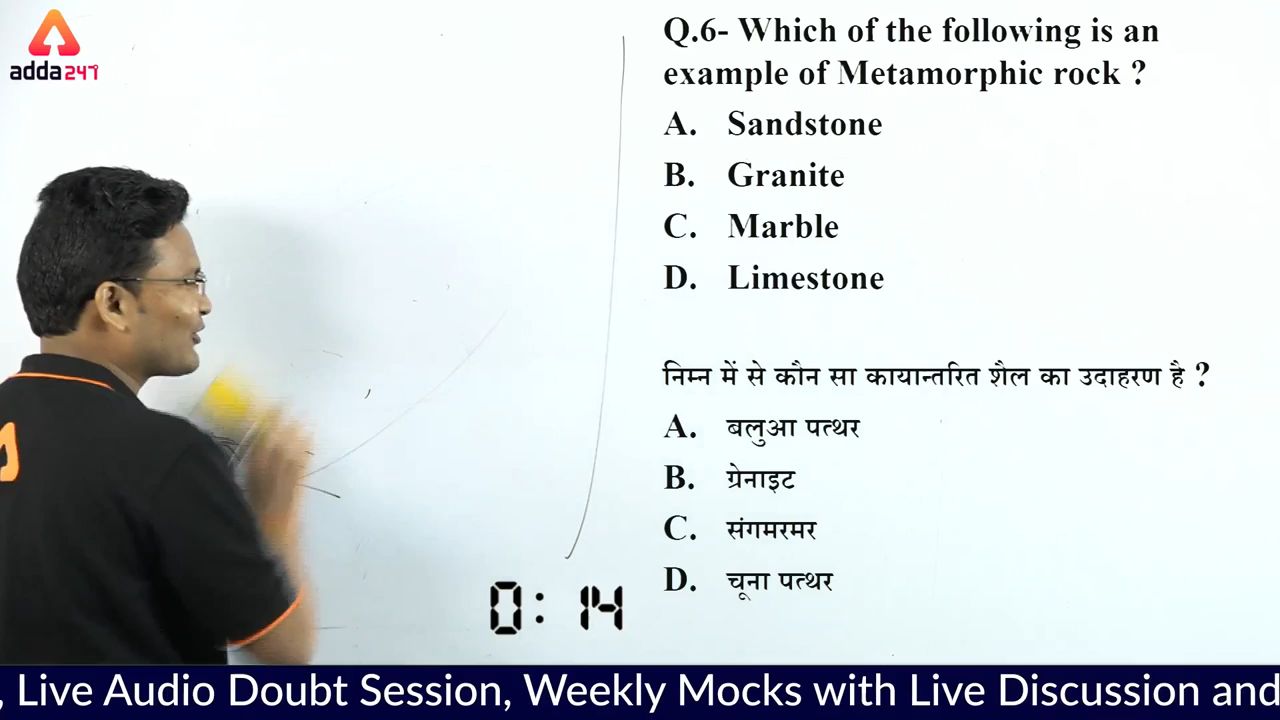 adda247
Q.6- Which of the following is an
example of Metamorphic rock ?
A. Sandstone
B. Granite
C. Marble
D. Limestone
निम्न में से कौन सा कायान्तरित शैल का उदाहरण है ?
A. बलुआ पत्थर
B. ग्रेनाइट
C. संगमरमर
D. चूना पत्थर
0: 14
, Live Audio Doubt Session, Weekly Mocks with Live Discussion and